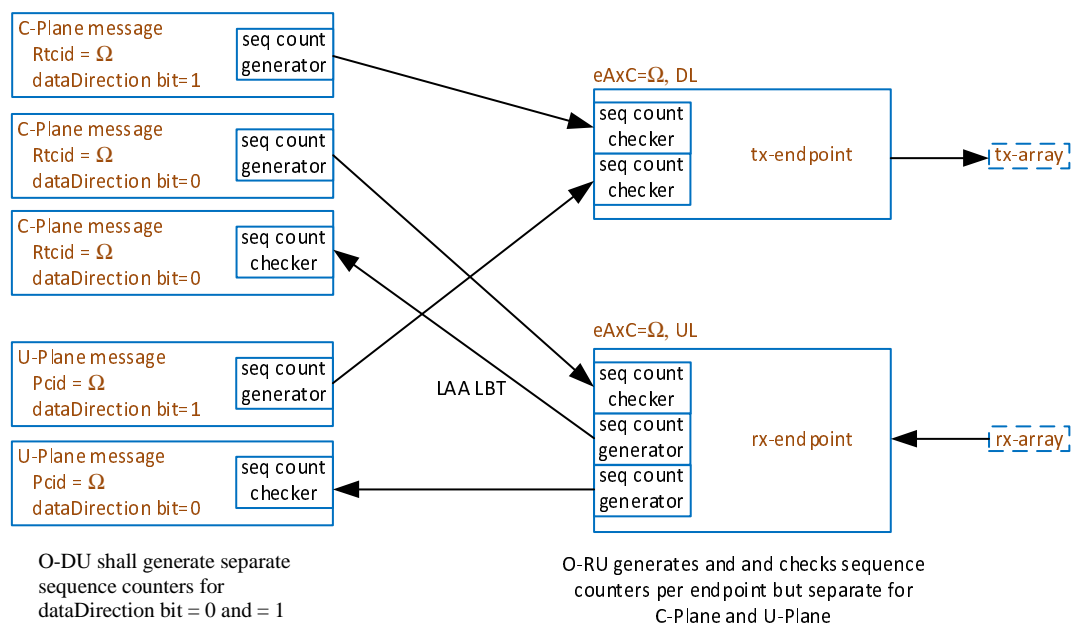 C-Plane message
Rtcid = Ω
dataDirection bit=1
seq count
generator
C-Plane message
Rtcid = Ω
dataDirection bit=0
seq count
generator
C-Plane message
Rtcid = Ω
dataDirection bit=0
seq count
checker
U-Plane message
Pcid = Ω
dataDirection bit=1
seq count
generator
U-Plane message
Pcid = Ω
dataDirection bit=0
seq count
checker
LAA LBT
eAxC=Ω, DL
seq count
checker
seq count
checker
tx-endpoint
tx-array
eAxC=Ω, UL
seq count
checker
seq count
generator
seq count
generator
rx-endpoint
rx-array
O-DU shall generate separate
sequence counters for
dataDirection bit = 0 and = 1
O-RU generates and and checks sequence
counters per endpoint but separate for
C-Plane and U-Plane